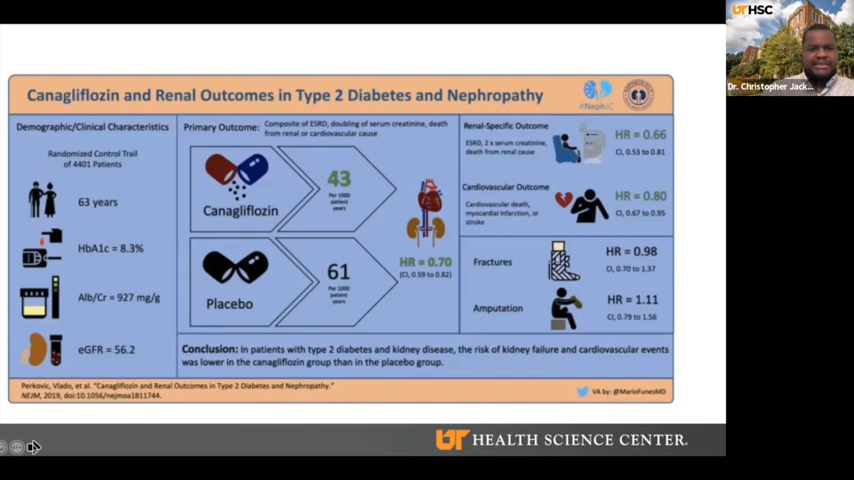 UTHSC
Dr. Christopher Jack...
Canagliflozin and Renal Outcomes in Type 2 Diabetes and Nephropathy
#NephJC
Demographic/Clinical Characteristics
Randomized Control Trail
of 4401 Patients
63 years
HbA1c = 8.3%
Alb/Cr = 927 mg/g
eGFR = 56.2
Primary Outcome: Composite of ESRD, doubling of serum creatinine, death
from renal or cardiovascular cause
Canagliflozin
43
Per 1000
patient
years
Placebo
61
Per 1000
patient
years
HR = 0.70
(CI, 0.59 to 0.82)
Renal-Specific Outcome
ESRD, 2 x serum creatinine,
death from renal cause
HR = 0.66
CI, 0.53 to 0.81
Cardiovascular Outcome
Cardiovascular death,
myocardial infarction, or
stroke
HR = 0.80
CI, 0.67 to 0.95
Fractures
HR = 0.98
CI, 0.70 to 1.37
Amputation
HR = 1.11
CI, 0.79 to 1.56
Conclusion: In patients with type 2 diabetes and kidney disease, the risk of kidney failure and cardiovascular events
was lower in the canagliflozin group than in the placebo group.
Perkovic, Vlado, et al. "Canagliflozin and Renal Outcomes in Type 2 Diabetes and Nephropathy."
NEJM, 2019, doi:10.1056/nejmoa1811744.
VA by: @MarioFunesMD
UT HEALTH SCIENCE CENTER.